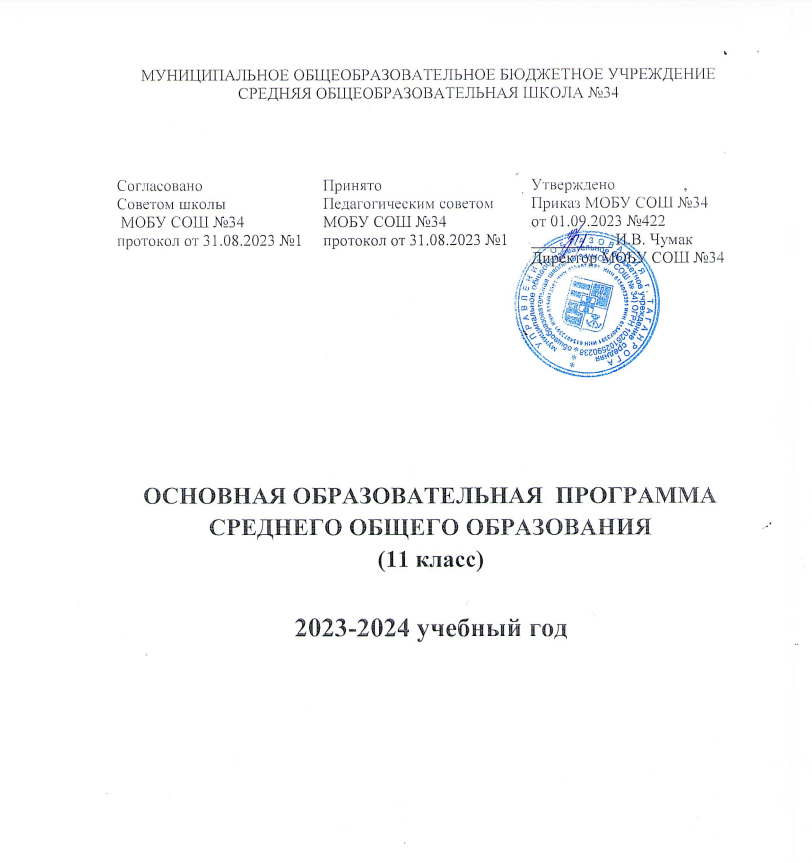 МУНИЦИПАЛЬНОЕ ОБЩЕОБРАЗОВАТЕЛЬНОЕ БЮДЖЕТНОЕ УЧРЕЖДЕНИЕ
СРЕДНЯЯ ОБЩЕОБРАЗОВАТЕЛЬНАЯ ШКОЛА №34
Согласовано
Советом школы
МОБУ СОШ №34
протокол от 31.08.2023 №1
Принято
Педагогическим советом
МОБУ СОШ №34
протокол от 31.08.2023 №1
Утверждено
Приказ МОБУ СОШ №34
от 01.09.2023 №422
И.В. Чумак
Директор МОБУ СОШ №34
УПРАВЛЕНИЕ ОБРАЗОВАНИЯ г. ТАГАНРОГА
ОСНОВНАЯ ОБРАЗОВАТЕЛЬНАЯ ПРОГРАММА
СРЕДНЕГО ОБЩЕГО ОБРАЗОВАНИЯ
(11 класс)
2023-2024 учебный год